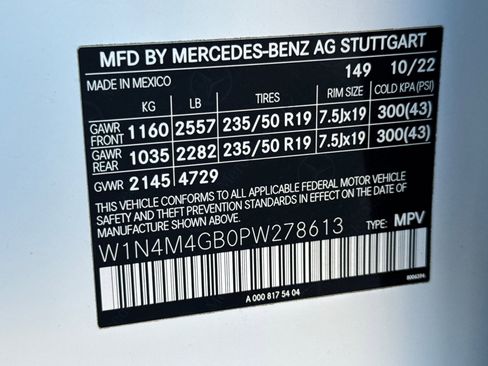 MFD BY MERCEDES-BENZ AG STUTTGART
MADE IN MEXICO 149 10/22
KG LB TIRES RIM SIZE COLD KPA (PSI)
GAWR FRONT 1160 2557 235/50 R19 7.5Jx19 300(43)
GAWR REAR 1035 2282 235/50 R19 7.5Jx19 300(43)
GVWR 2145 4729
THIS VEHICLE CONFORMS TO ALL APPLICABLE FEDERAL MOTOR VEHICLE
SAFETY AND THEFT PREVENTION STANDARDS IN EFFECT ON THE
DATE OF MANUFACTURE SHOWN ABOVE.
W1N4M4GB0PW278613 TYPE: MPV
A 000 817 54 04